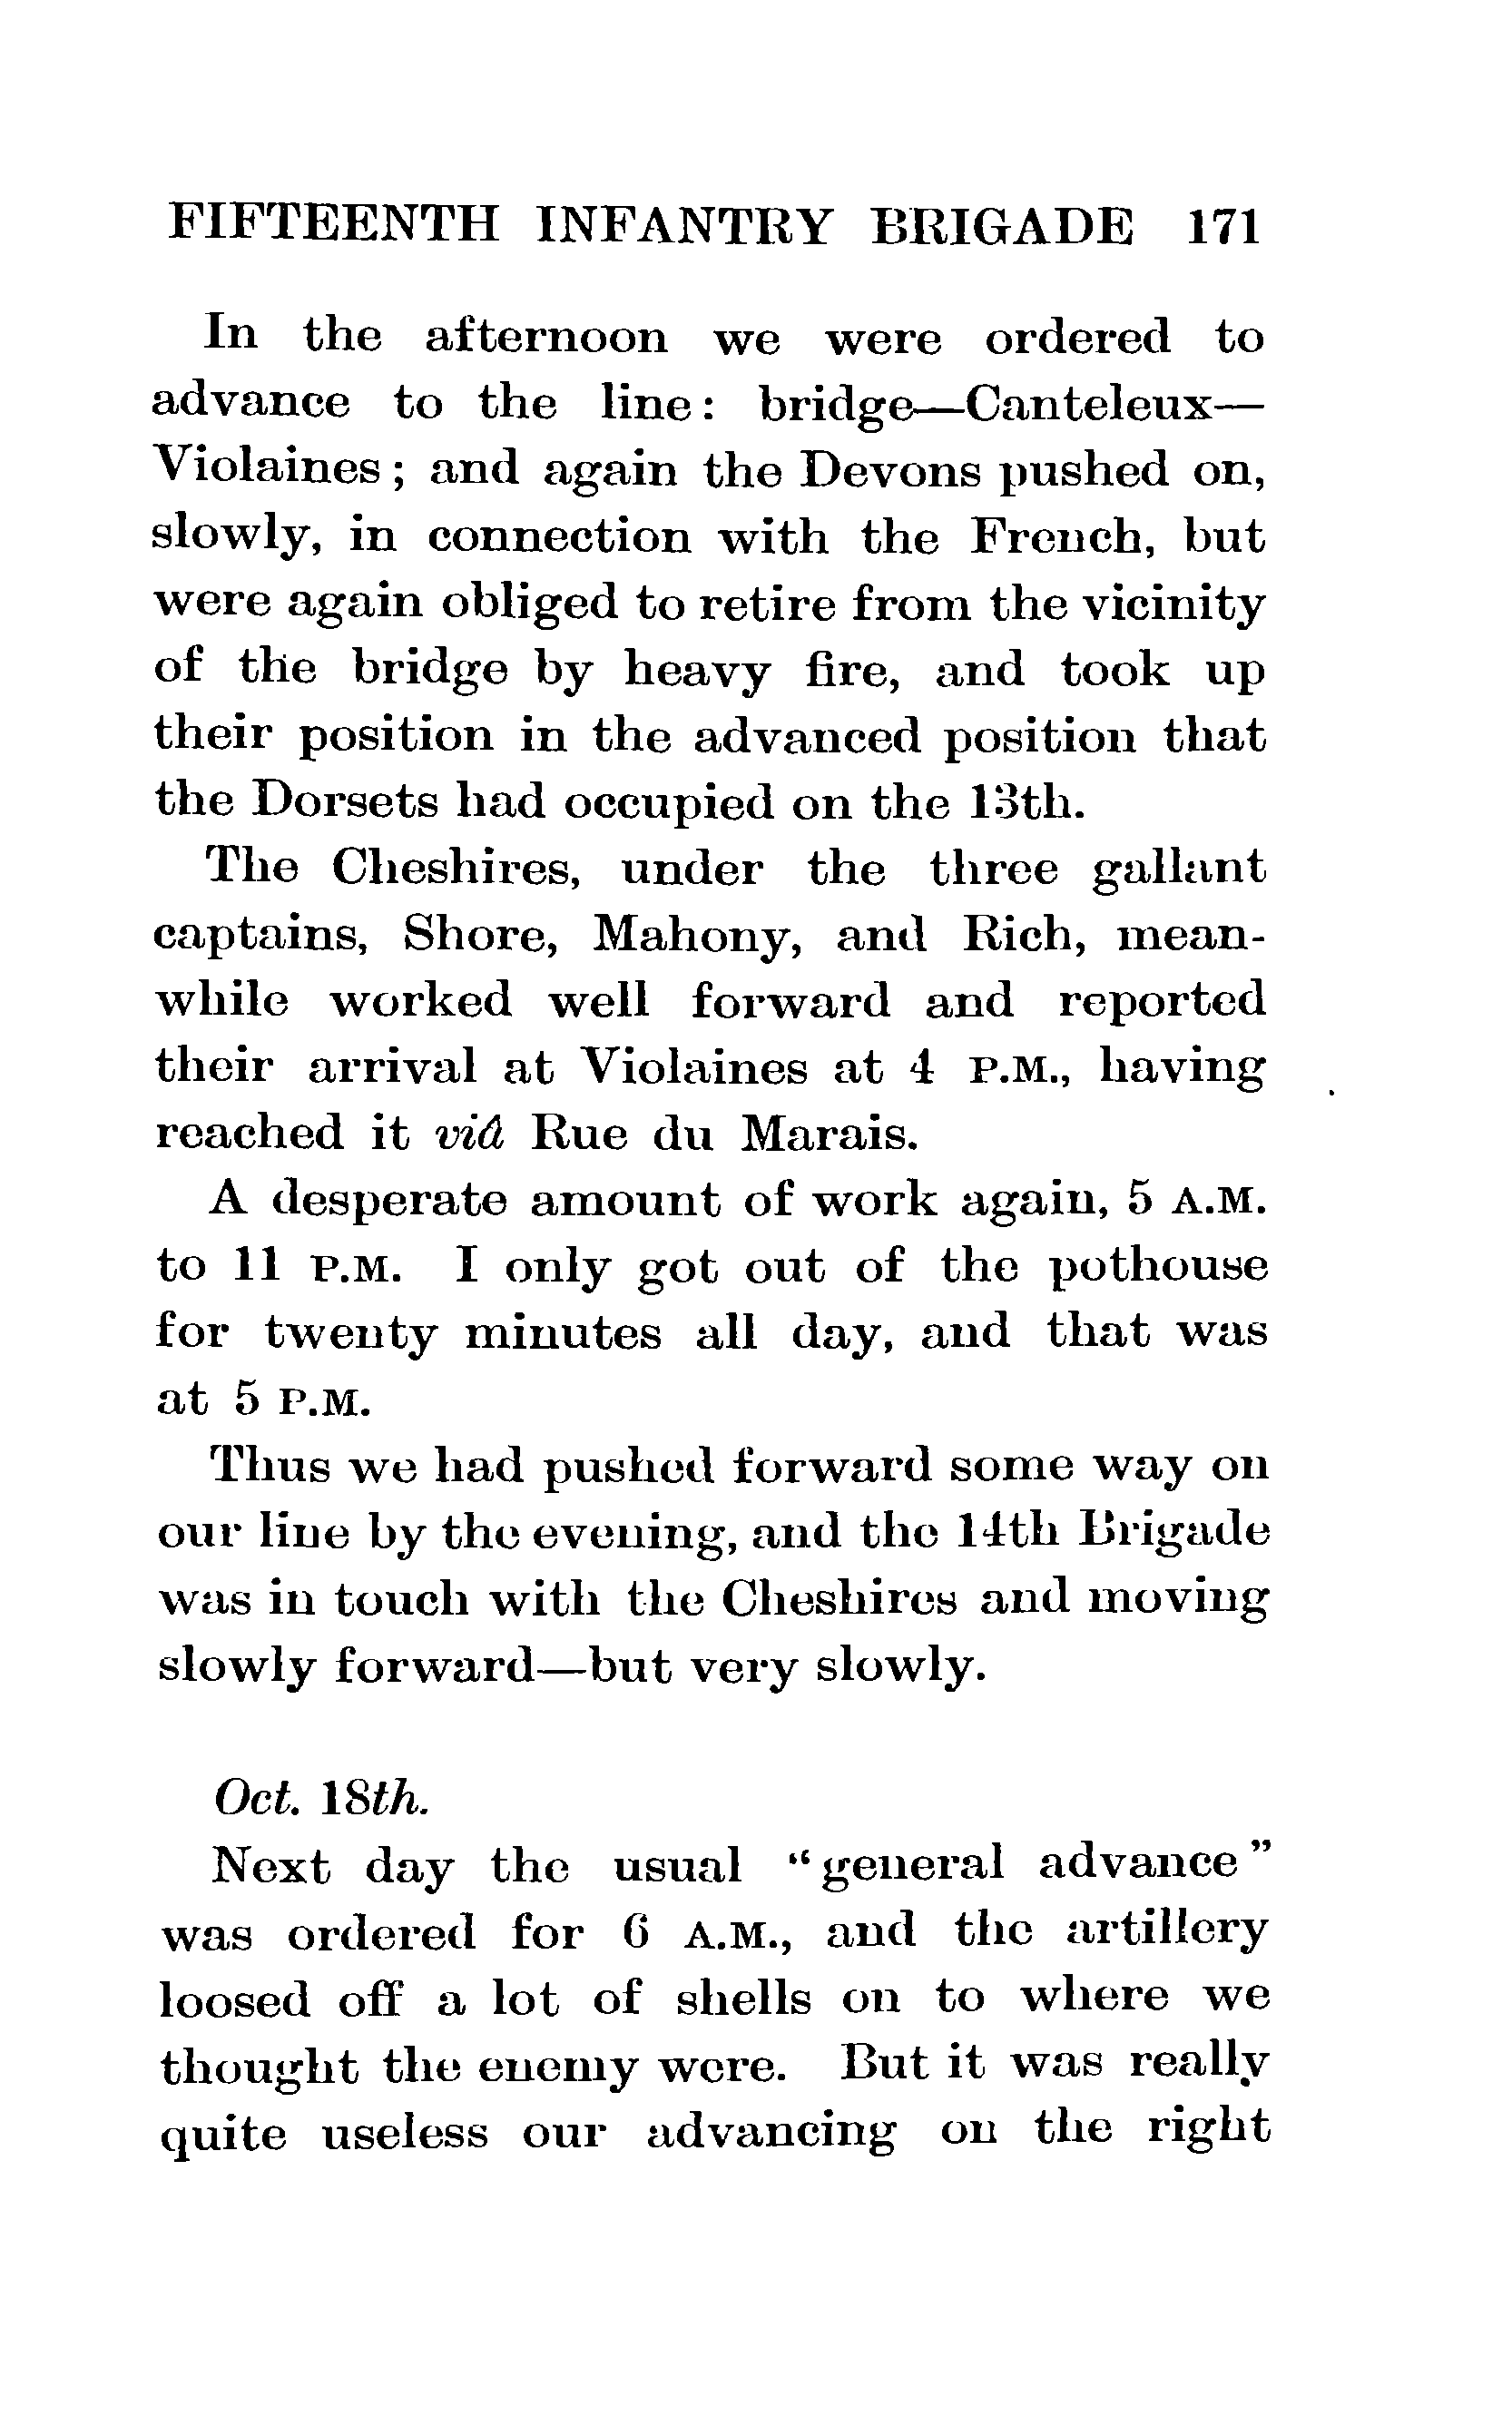 FIFTEENTH INFANTRY BRIGADE 171
In the afternoon we were ordered to
advance to the line: bridge—Canteleux—
Violaines; and again the Devons pushed on,
slowly, in connection with the French, but
were again obliged to retire from the vicinity
of the bridge by heavy fire, and took up
their position in the advanced position that
the Dorsets had occupied on the 13th.
The Cheshires, under the three gallant
captains, Shore, Mahony, and Rich, mean-
while worked well forward and reported
their arrival at Violaines at 4 P.M., having
reached it viâ Rue du Marais.
A desperate amount of work again, 5 A.M.
to 11 P.M. I only got out of the pothouse
for twenty minutes all day, and that was
at 5 P.M.
Thus we had pushed forward some way on
our line by the evening, and the 14th Brigade
was in touch with the Cheshires and moving
slowly forward—but very slowly.
Oct. 18th.
Next day the usual "general advance"
was ordered for 6 A.M., and the artillery
loosed off a lot of shells on to where we
thought the enemy were. But it was really
quite useless our advancing on the right